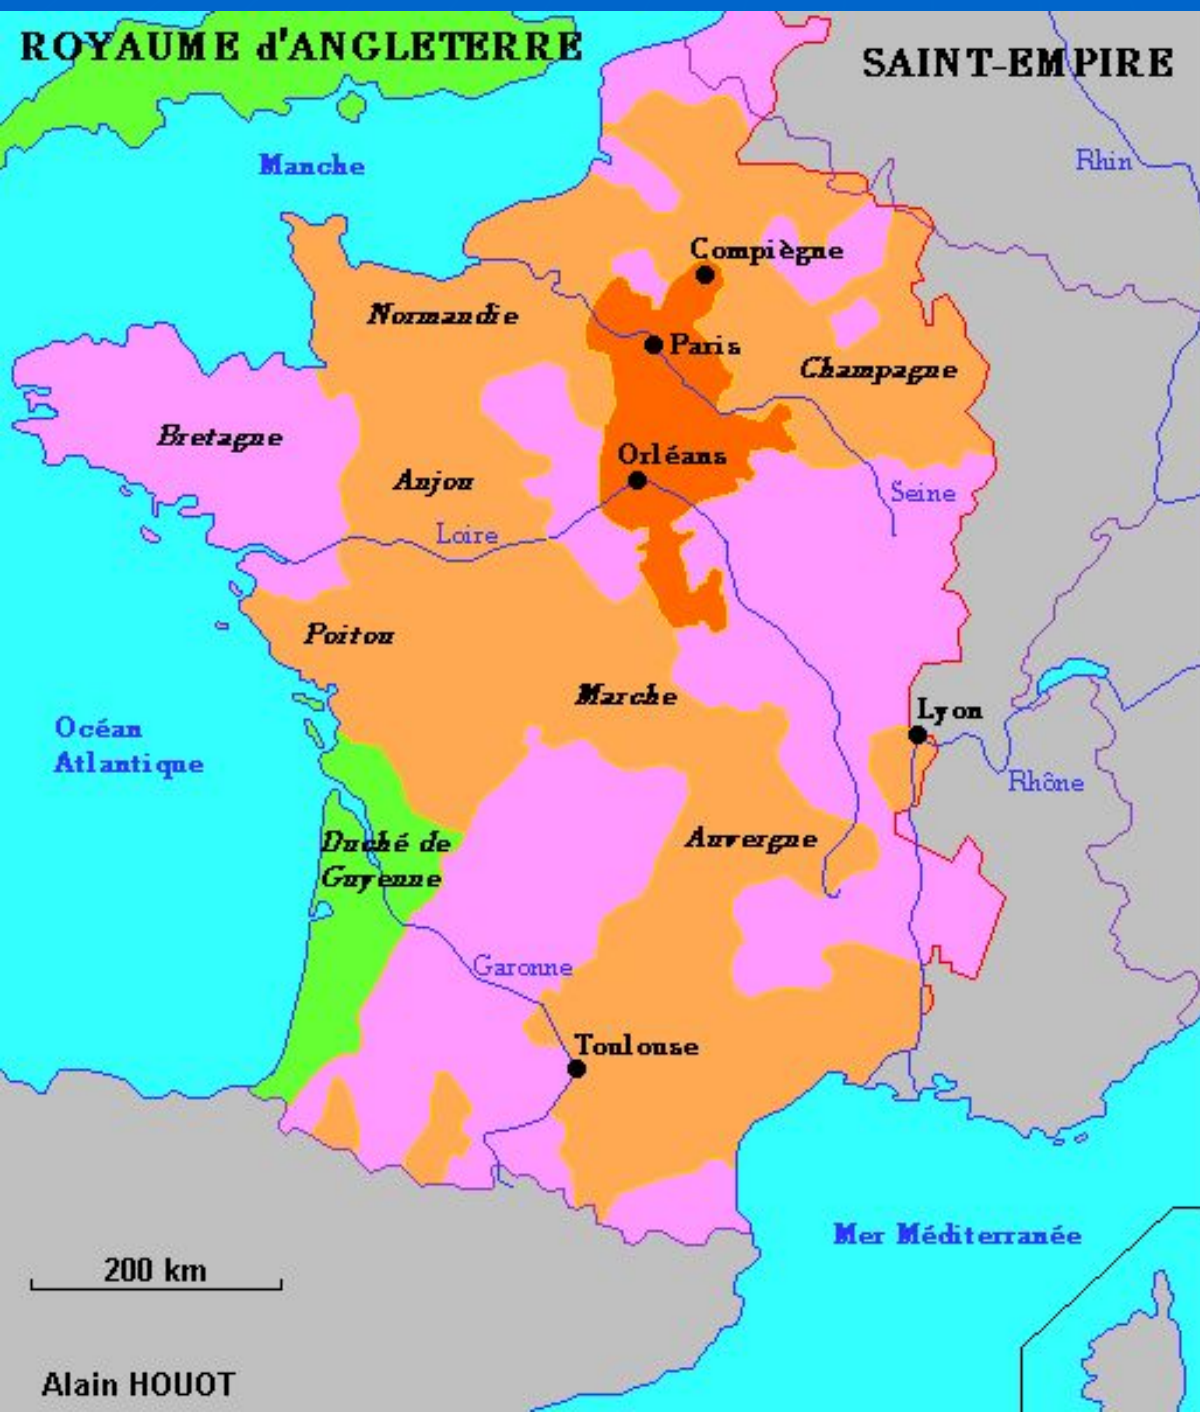 ROYAUME d'ANGLETERRE
SAINT-EMPIRE
Manche
Rhin
Compiègne
Normandie
Paris
Champagne
Bretagne
Orléans
Anjou
Seine
Loire
Poitou
Marche
Lyon
Océan
Atlantique
Rhône
Duché de
Guyenne
Auvergne
Garonne
Toulouse
Mer Méditerranée
200 km
Alain HOUOT